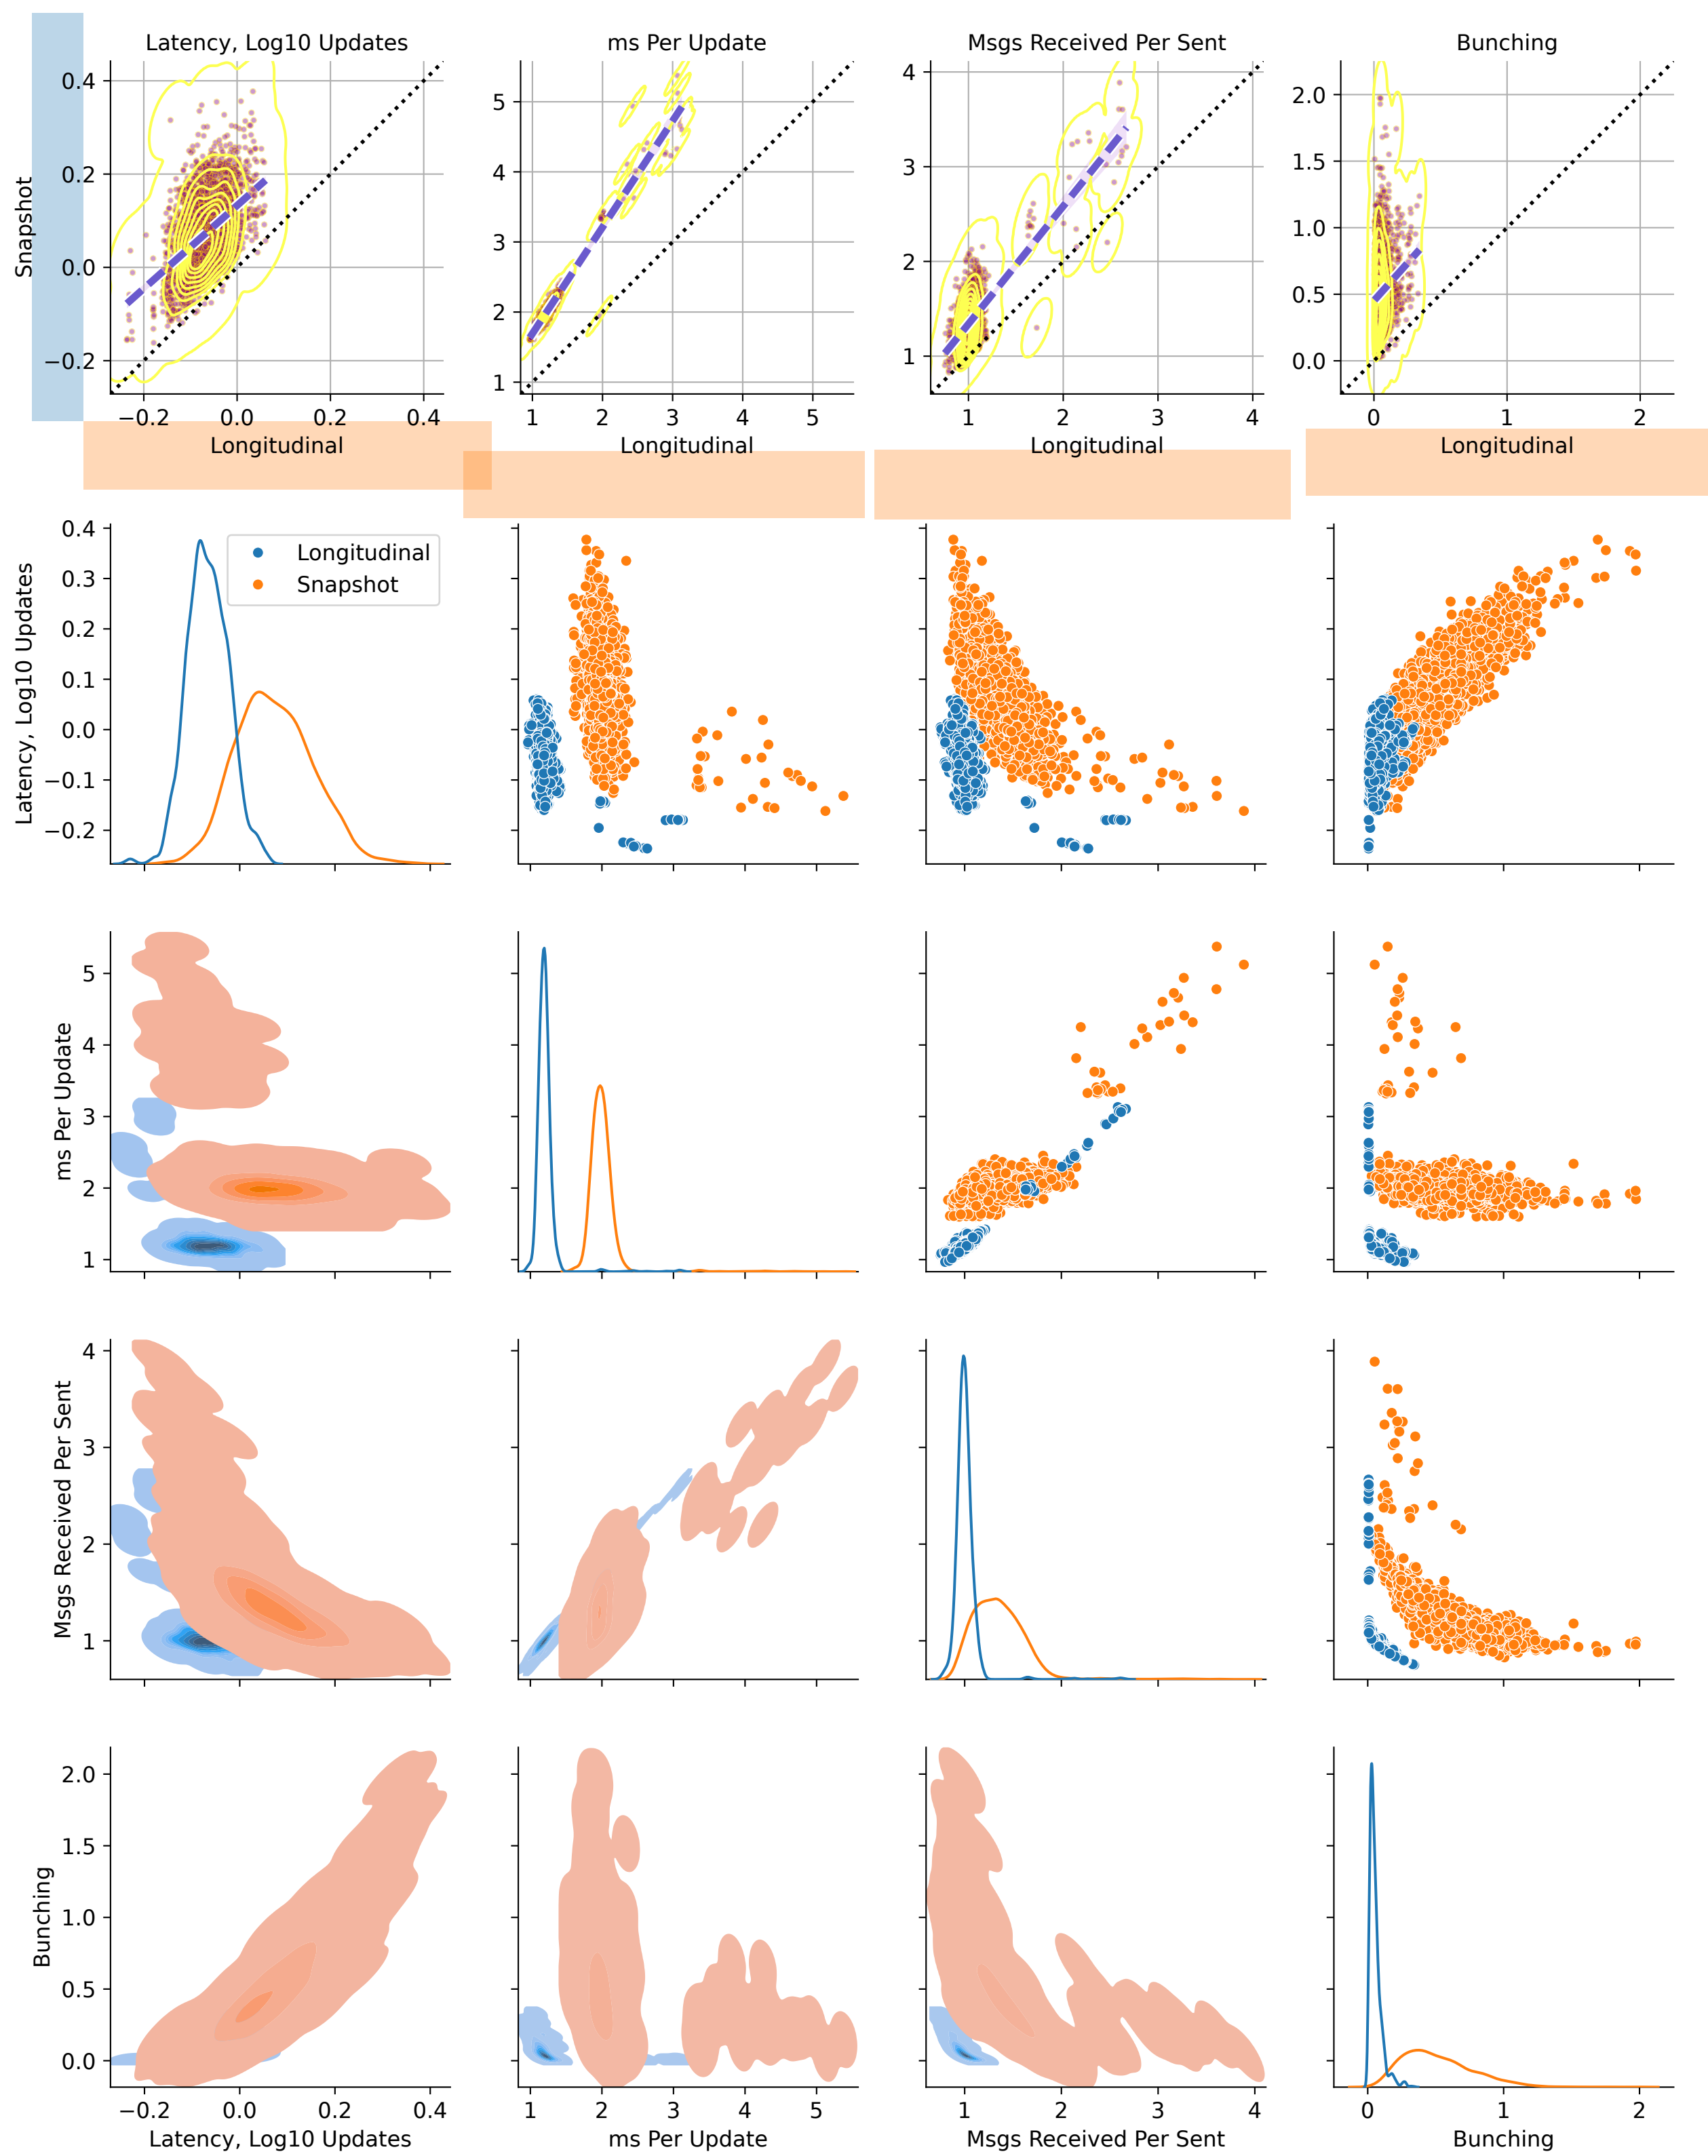 Latency, Log10 Updates
ms Per Update
Msgs Received Per Sent
Bunching
Snapshot
0.4
0.2
0.0
−0.2
−0.2 0.0 0.2 0.4
Longitudinal
5
4
3
2
1
1 2 3 4 5
Longitudinal
4
3
2
1
1 2 3 4
Longitudinal
2.0
1.5
1.0
0.5
0.0
0 1 2
Longitudinal
Latency, Log10 Updates
0.4
0.3
0.2
0.1
0.0
−0.1
−0.2
Longitudinal
Snapshot
ms Per Update
5
4
3
2
1
Msgs Received Per Sent
4
3
2
1
Bunching
2.0
1.5
1.0
0.5
0.0
−0.2 0.0 0.2 0.4
Latency, Log10 Updates
1 2 3 4 5
ms Per Update
1 2 3 4
Msgs Received Per Sent
0 1 2
Bunching